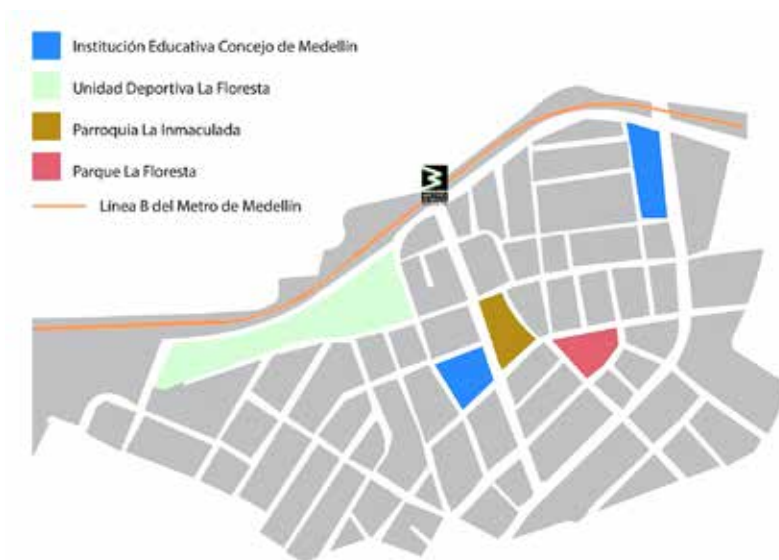 Institución Educativa Concejo de Medellín
Unidad Deportiva La Floresta
Parroquia La Inmaculada
Parque La Floresta
Línea B del Metro de Medellín